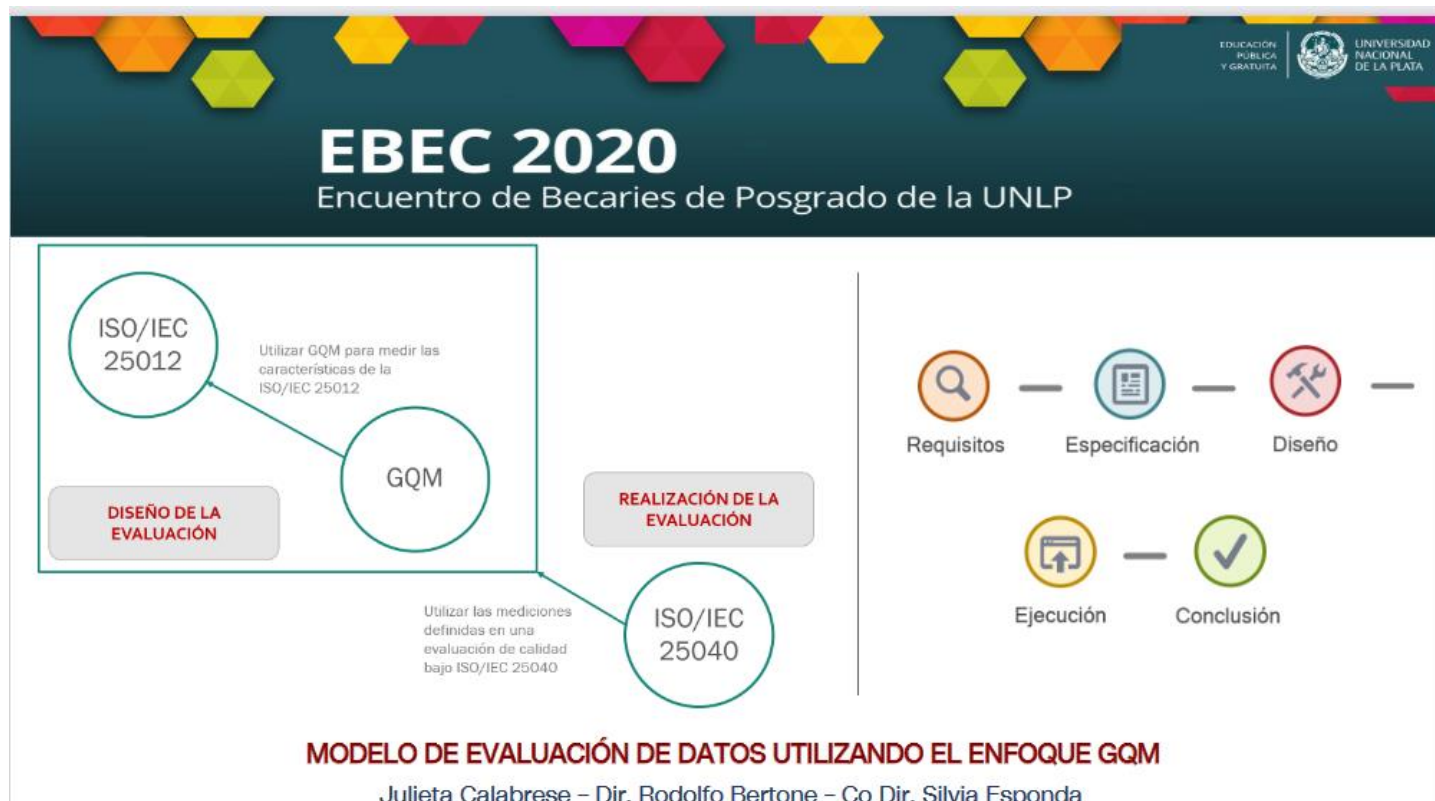 EDUCACIÓN
PÚBLICA
Y GRATUITA
UNIVERSIDAD
NACIONAL
DE LA PLATA
EBEC 2020
Encuentro de Becaries de Posgrado de la UNLP
ISO/IEC
25012
Utilizar GQM para medir las
características de la
ISO/IEC 25012
GQM
DISEÑO DE LA
EVALUACIÓN
REALIZACIÓN DE LA
EVALUACIÓN
Utilizar las mediciones
definidas en una
evaluación de calidad
bajo ISO/IEC 25040
ISO/IEC
25040
Requisitos
Especificación
Diseño
Ejecución
Conclusión
MODELO DE EVALUACIÓN DE DATOS UTILIZANDO EL ENFOQUE GQM
Julieta Calabrese – Dir. Rodolfo Bertone – Co Dir. Silvia Esponda